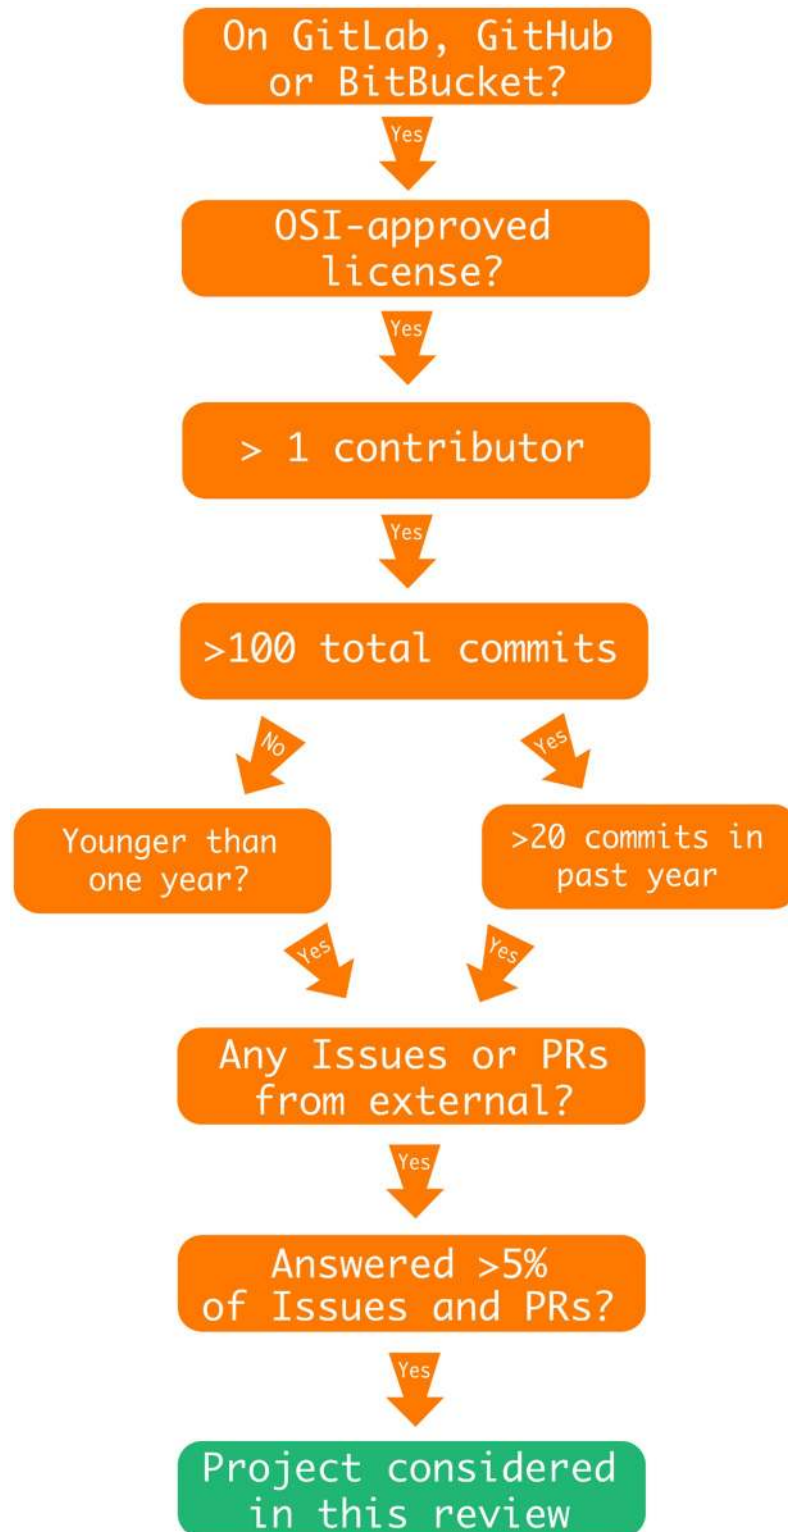 On GitLab, GitHub
or BitBucket?
Yes
OSI-approved
license?
Yes
> 1 contributor
Yes
>100 total commits
No
Yes
Younger than
one year?
>20 commits in
past year
Yes
Yes
Any Issues or PRs
from external?
Yes
Answered >5%
of Issues and PRs?
Yes
Project considered
in this review